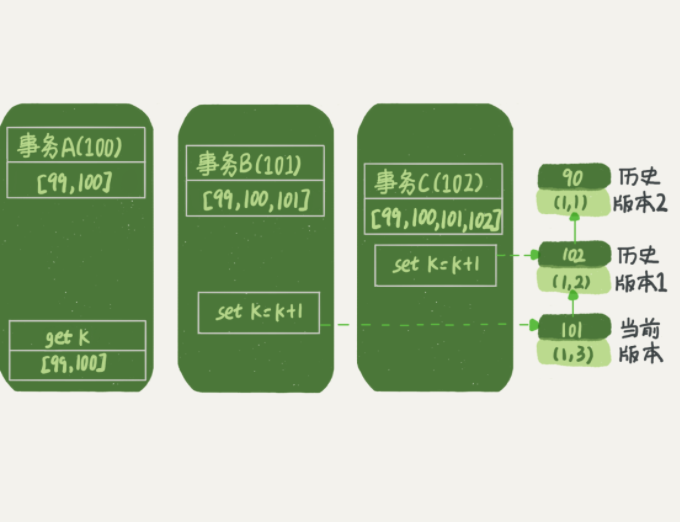 事务A(100)
[99,100]
get k
[99,100]
事务B(101)
[99,100,101]
set k=k+1
事务C(102)
[99,100,101,102]
set k=k+1
90
(1,1)
历史
版本2
102
(1,2)
历史
版本1
101
(1,3)
当前
版本